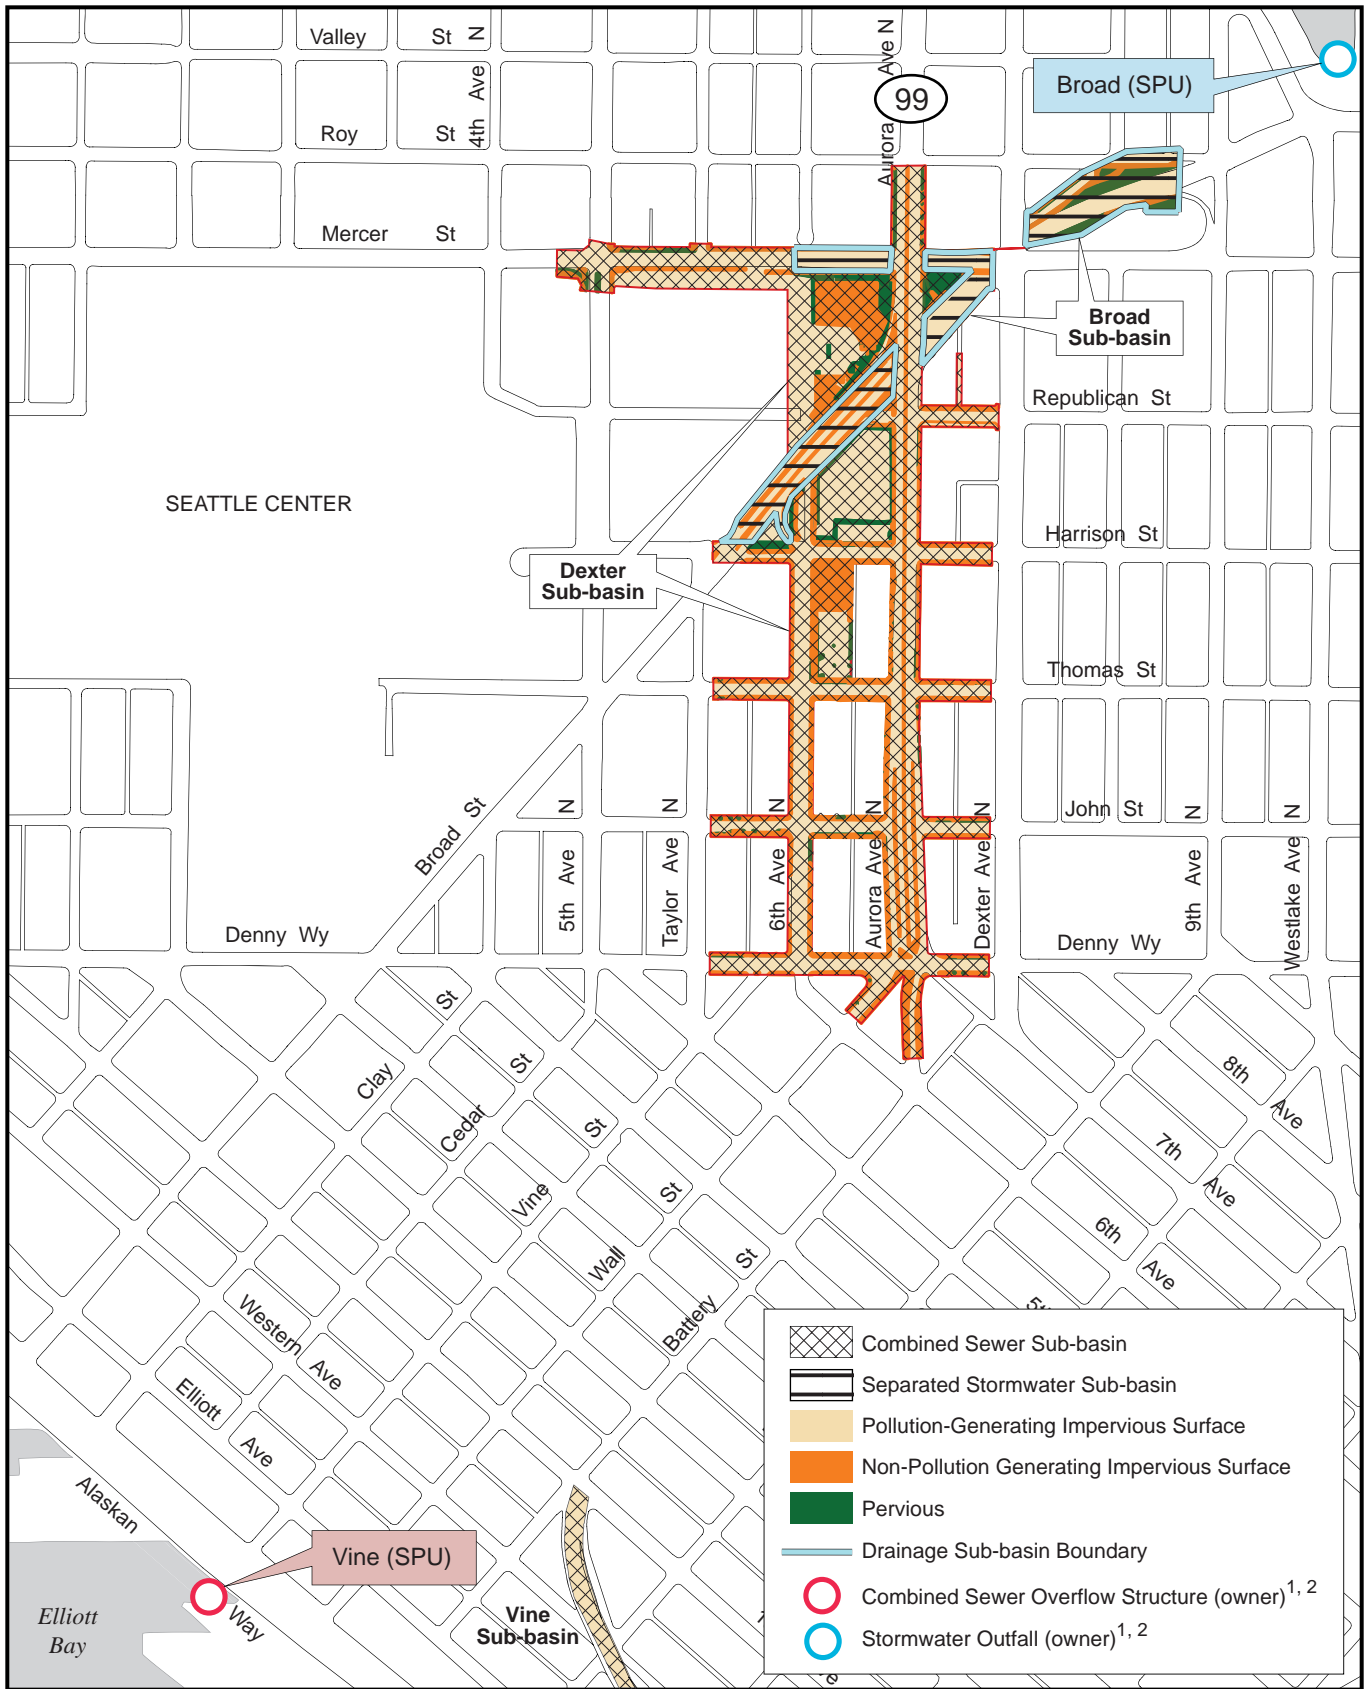 Valley St
4th Ave N
Aurora Ave N
99
Broad (SPU)
Roy St
Mercer St
Broad
Sub-basin
Republican St
SEATTLE CENTER
Harrison St
Dexter
Sub-basin
Thomas St
Broad St
5th Ave N
Taylor Ave N
6th Ave N
Aurora Ave N
Dexter Ave N
John St
9th Ave N
Westlake Ave N
Denny Wy
Denny Wy
Clay St
Cedar St
Vine St
Wall St
Battery St
8th Ave
7th Ave
6th Ave
Western Ave
Elliott Ave
Alaskan Way
Vine (SPU)
Elliott
Bay
Vine
Sub-basin
Combined Sewer Sub-basin
Separated Stormwater Sub-basin
Pollution-Generating Impervious Surface
Non-Pollution Generating Impervious Surface
Pervious
Drainage Sub-basin Boundary
Combined Sewer Overflow Structure (owner)1, 2
Stormwater Outfall (owner)1, 2